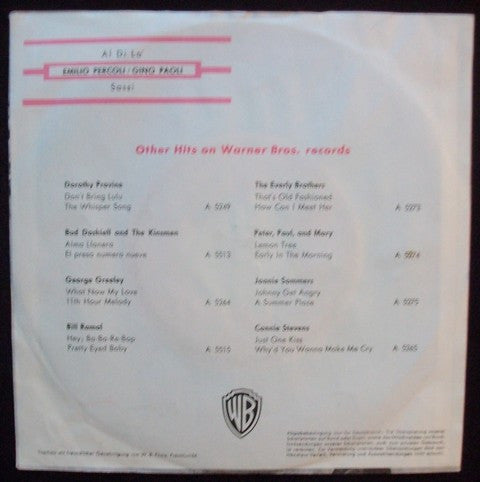 Al Di La'
EMILIO PERCOLI / GINO PAOLI
Sassi
Other Hits on Warner Bros. records
Dorothy Provine
Don't Bring Lulu
The Whisper Song A 5249
Bud Dashiell and The Kinsmen
Alma Llanera
El preso numero nueve A 5513
George Greeley
What Now My Love
11th Hour Melody A 5264
Bill Ramal
Hey, Ba-Ba-Re-Bop
Pretty Eyed Baby A 5515
The Everly Brothers
That's Old Fashioned
How Can I Meet Her A 5273
Peter, Paul, and Mary
Lemon Tree
Early In The Morning A 5274
Joanie Sommers
Johnny Get Angry
A Summer Place A 5275
Connie Stevens
Just One Kiss
Why'd You Wanna Make Me Cry A 5265
WB